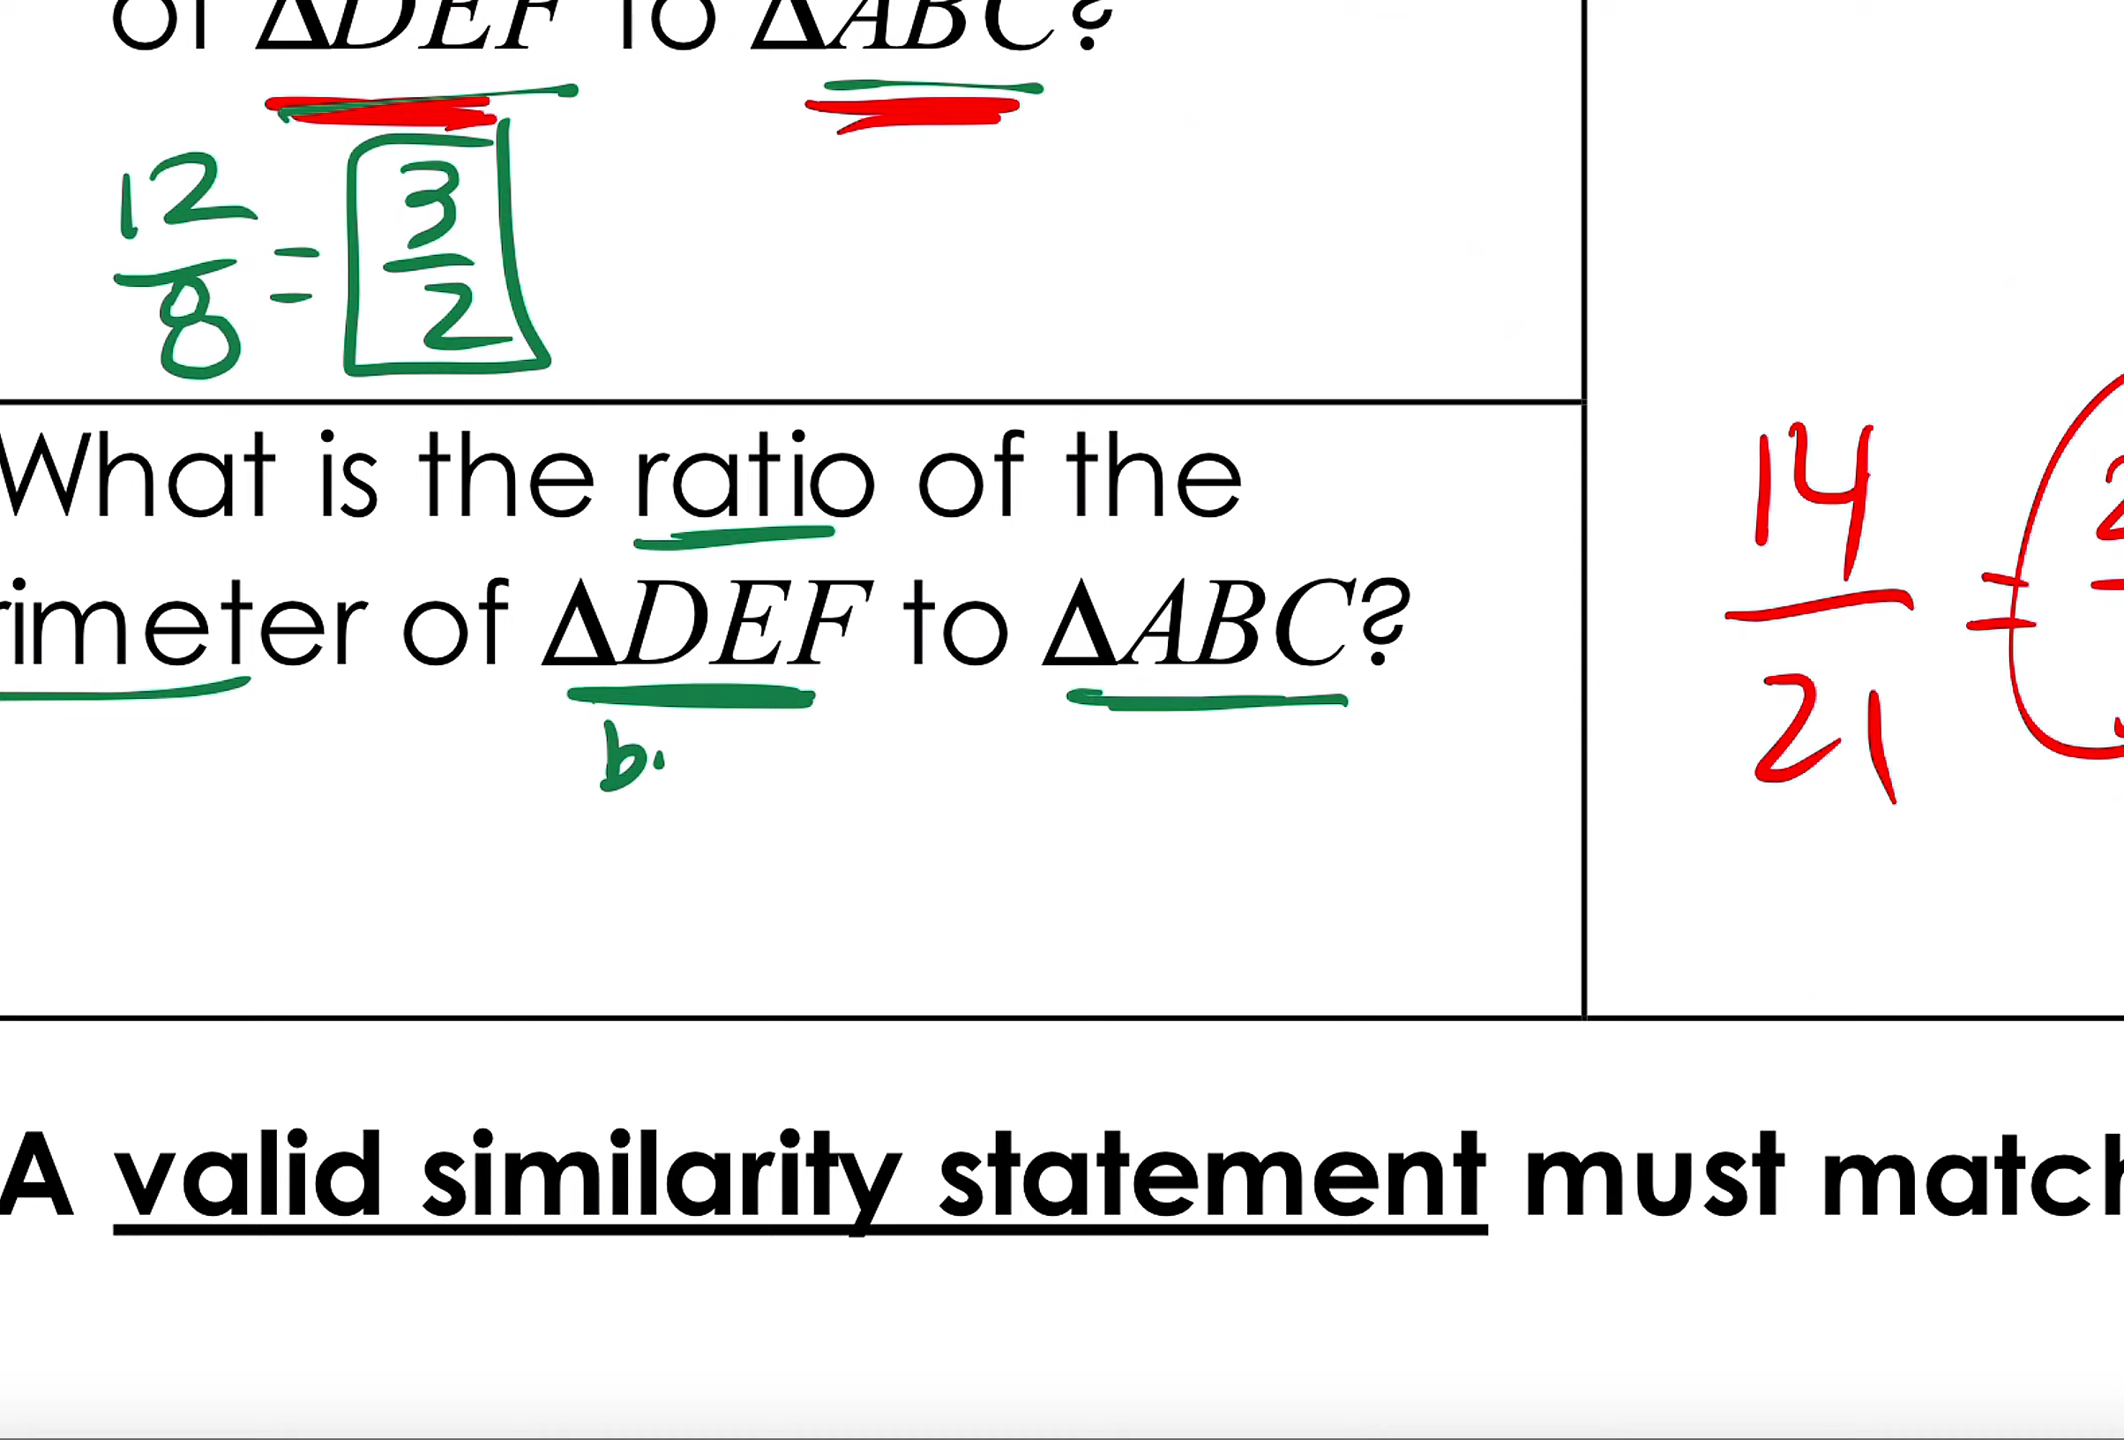 of ΔDEF to ΔABC?
12/8 = 3/2
What is the ratio of the
rimeter of ΔDEF to ΔABC?
b.
14/21 = 2
A valid similarity statement must match